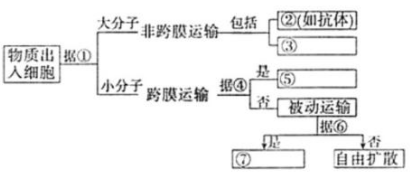 大分子 非跨膜运输 包括 ②(如抗体)
③
物质出入细胞 据①
小分子 跨膜运输 据④ 是 ⑤
否 被动运输
据⑥
是 否
⑦ 自由扩散